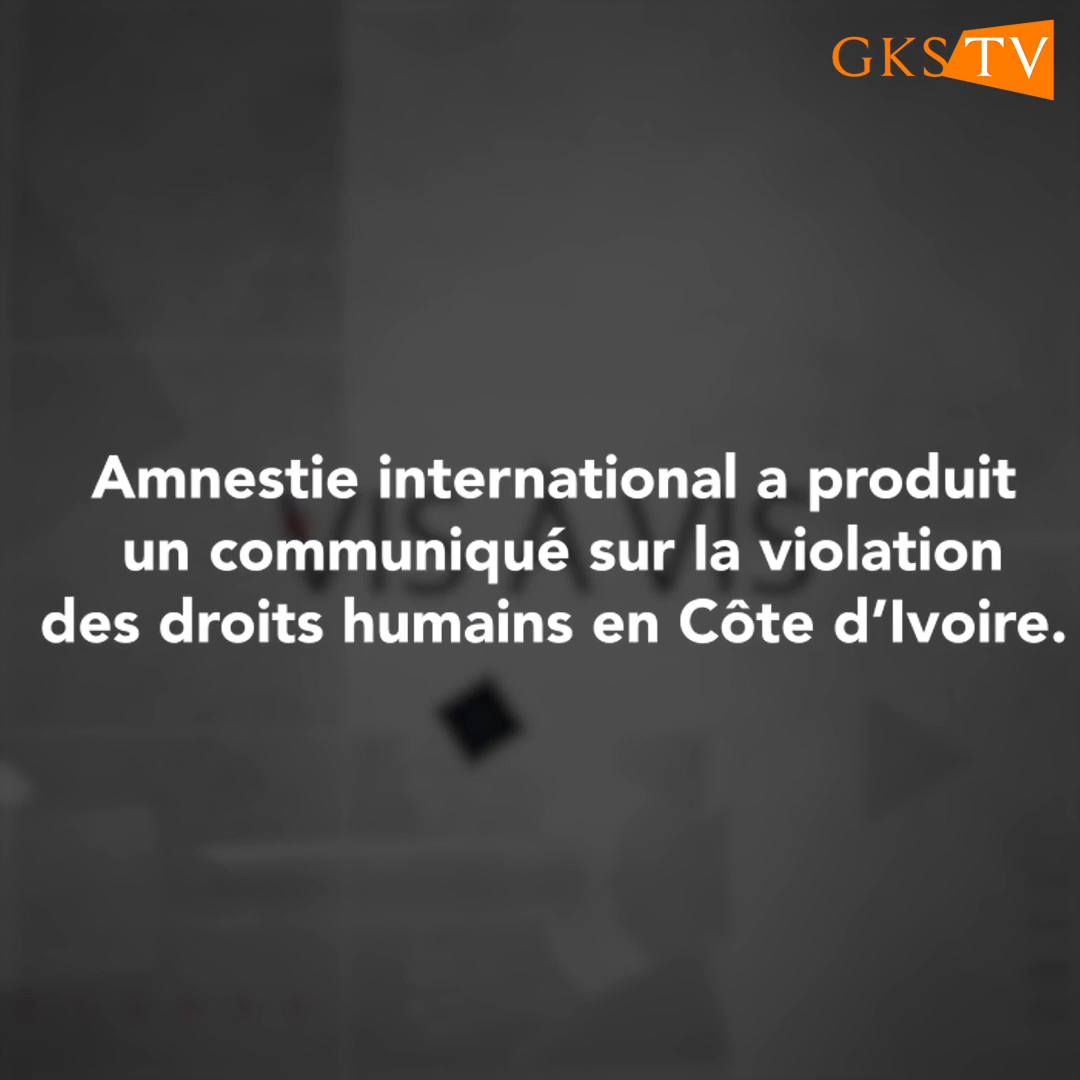 GKS TV
Amnestie international a produit
un communiqué sur la violation
des droits humains en Côte d’Ivoire.
VIS A VIS